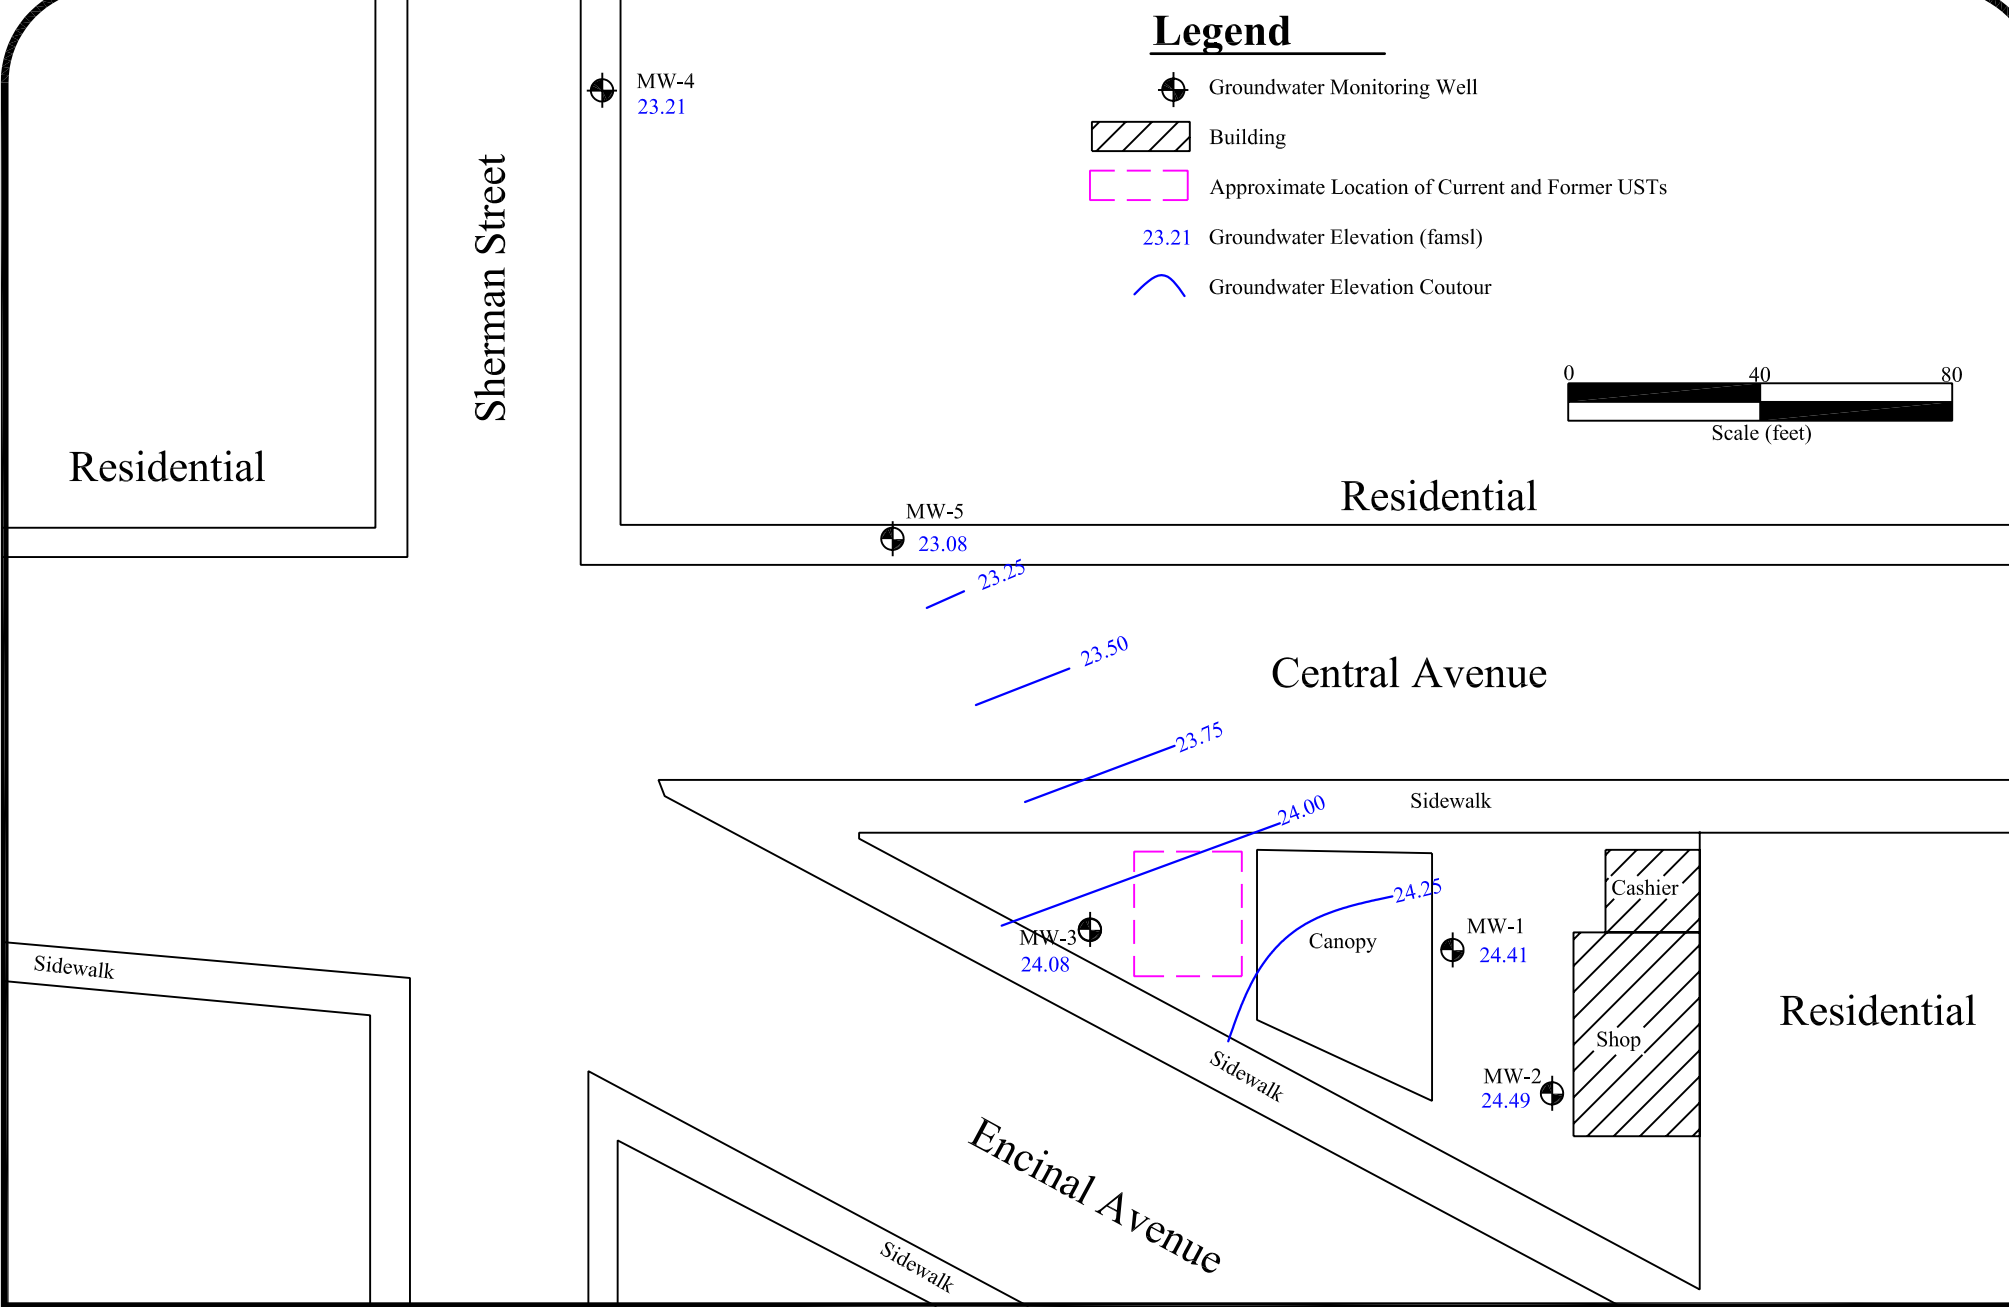 Legend
Groundwater Monitoring Well
Building
Approximate Location of Current and Former USTs
23.21 Groundwater Elevation (famsl)
Groundwater Elevation Coutour
MW-4
23.21
Sherman Street
0 40 80
Scale (feet)
Residential
Residential
MW-5
23.08
23.25
23.50
Central Avenue
23.75
24.00
Sidewalk
24.25
Cashier
Canopy
MW-1
24.41
MW-3
24.08
Sidewalk
Residential
Shop
Sidewalk
MW-2
24.49
Encinal Avenue
Sidewalk